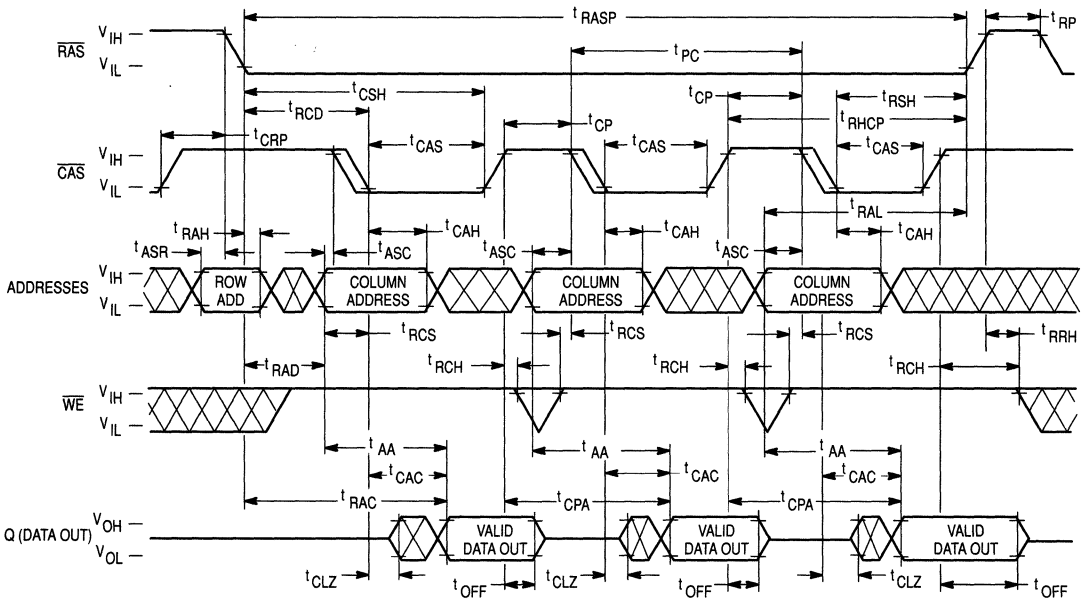 t RASP
t RP
RAS
V IH
V IL
t PC
t CSH
t CP
t RSH
t RCD
t RHCP
t CRP
t CP
CAS
V IH
V IL
t CAS
t CAS
t CAS
t RAL
t RAH
t CAH
t CAH
t CAH
t ASR
t ASC
t ASC
t ASC
ADDRESSES
V IH
V IL
ROW ADD
COLUMN ADDRESS
COLUMN ADDRESS
COLUMN ADDRESS
t RCS
t RCS
t RCS
t RRH
t RAD
t RCH
t RCH
t RCH
WE
V IH
V IL
t AA
t AA
t AA
t CAC
t CAC
t CAC
t RAC
t CPA
t CPA
Q (DATA OUT)
V OH
V OL
VALID DATA OUT
VALID DATA OUT
VALID DATA OUT
t CLZ
t OFF
t CLZ
t OFF
t CLZ
t OFF